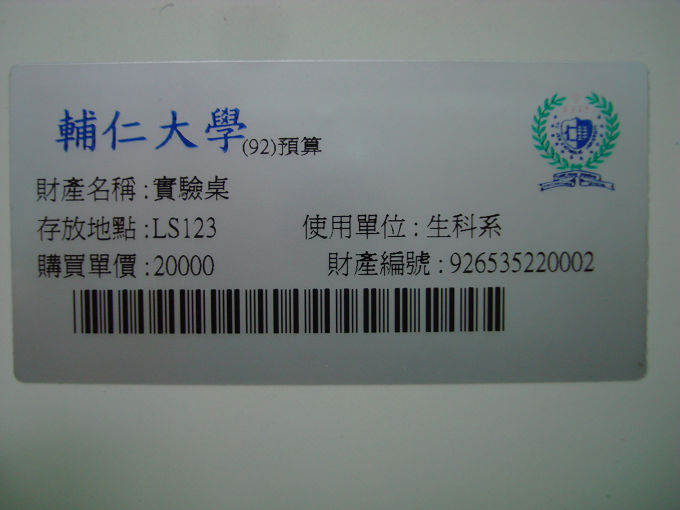 輔仁大學(92)預算
財產名稱:實驗桌
存放地點:LS123 使用單位:生科系
購買單價:20000 財產編號:926535220002